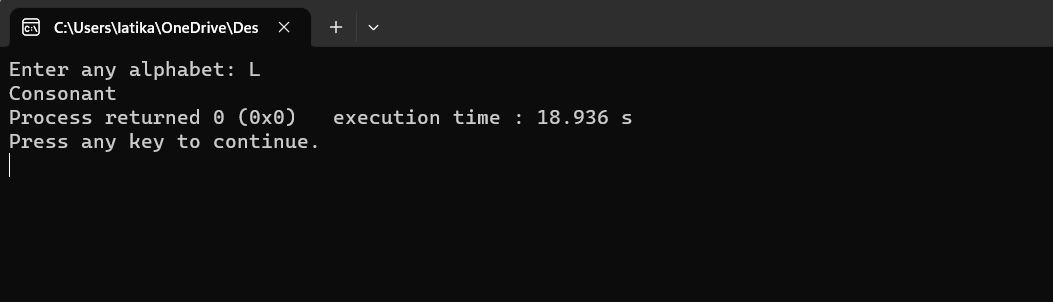 C:\Users\latika\OneDrive\Des
Enter any alphabet: L
Consonant
Process returned 0 (0x0)   execution time : 18.936 s
Press any key to continue.